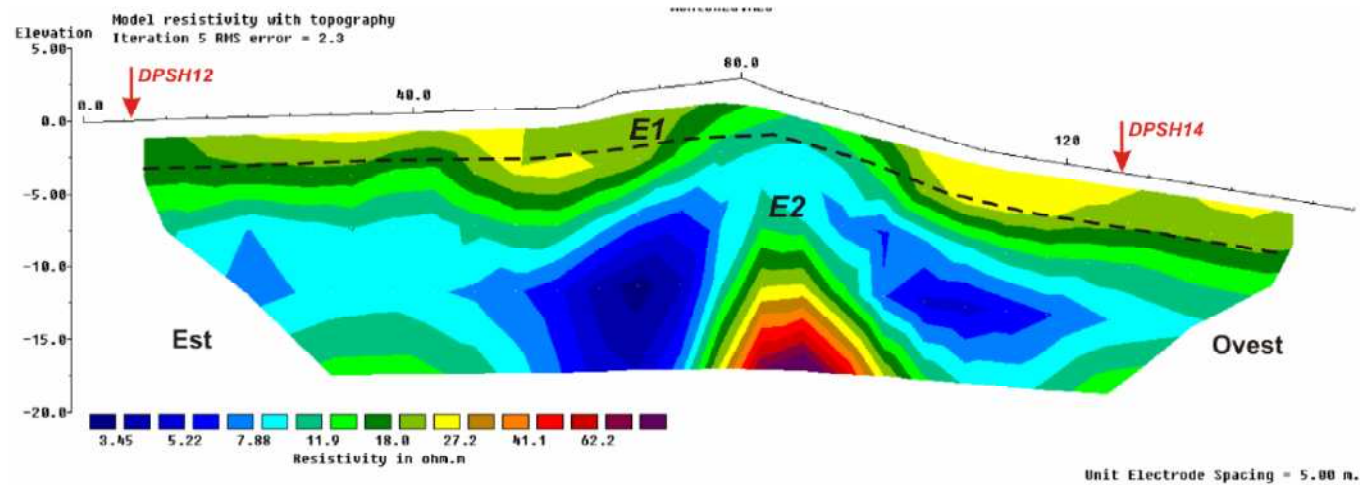 Model resistivity with topography
Elevation Iteration 5 RMS error = 2.3
5.00
80.0
DPSH12
0.0 40.0
0.0
E1
DPSH14
120
-5.00
E2
-10.0
Est
-15.0
Ovest
-20.0
3.45 5.22 7.88 11.9 18.0 27.2 41.1 62.2
Resistivity in ohm.m
Unit Electrode Spacing = 5.00 m.